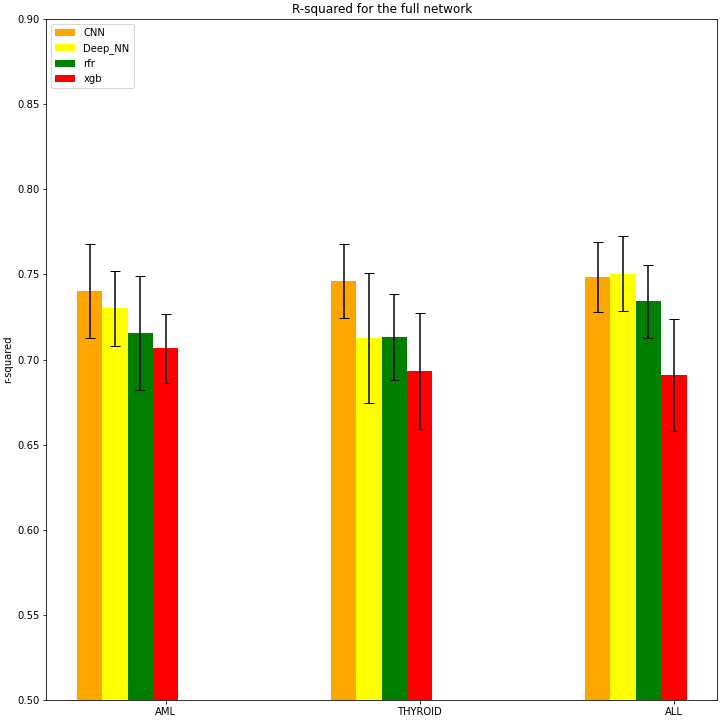 R-squared for the full network
CNN
Deep_NN
rfr
xgb
r-squared
0.90
0.85
0.80
0.75
0.70
0.65
0.60
0.55
0.50
AML
THYROID
ALL